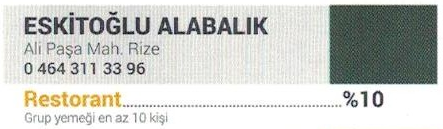 ESKİTOĞLU ALABALIK
Ali Paşa Mah. Rize
0 464 311 33 96
Restorant..........................................................%10
Grup yemeği en az 10 kişi